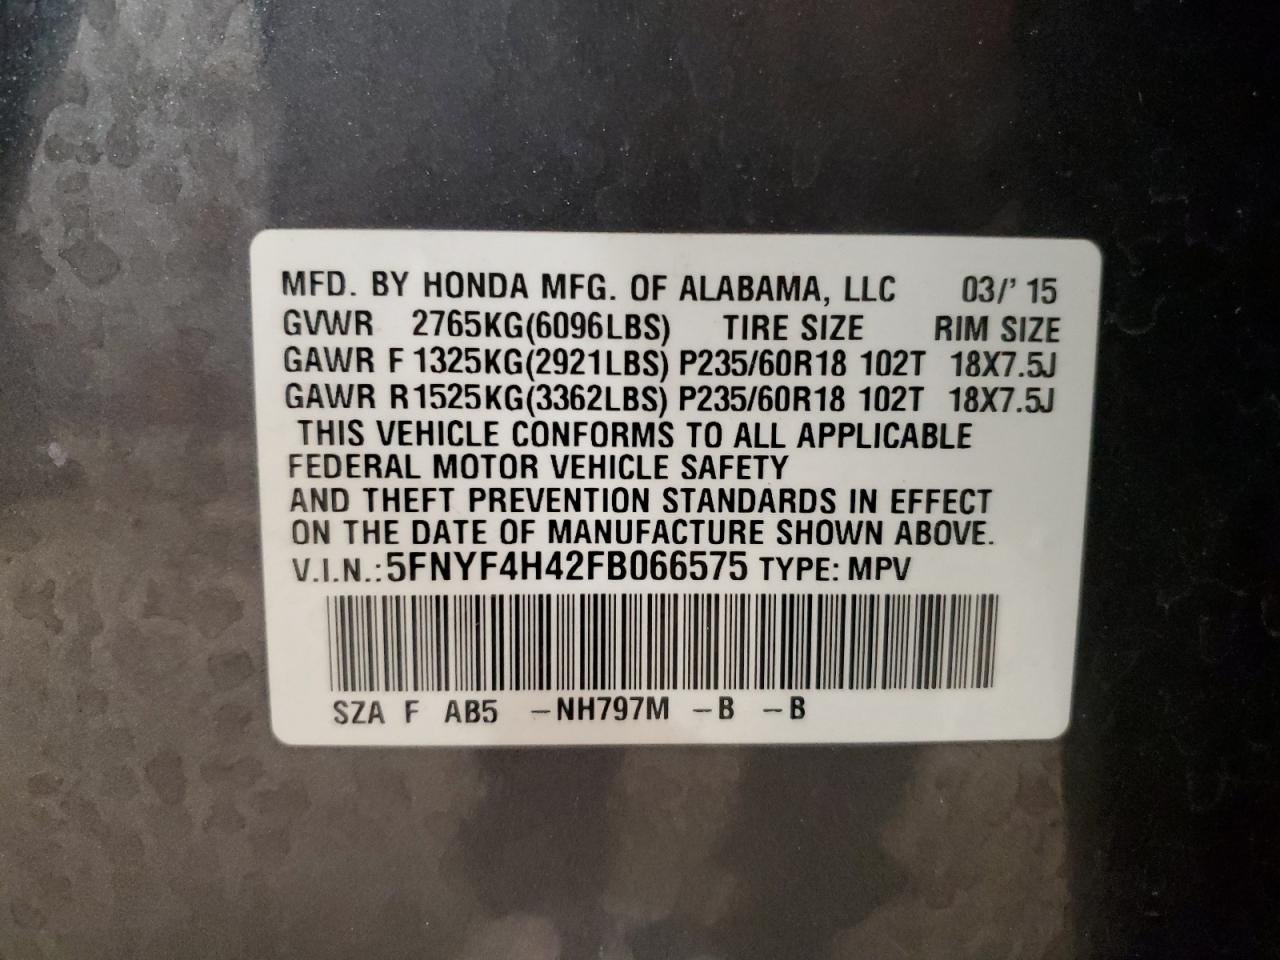 MFD. BY HONDA MFG. OF ALABAMA, LLC 03/' 15
GVWR 2765KG(6096LBS) TIRE SIZE RIM SIZE
GAWR F 1325KG(2921LBS) P235/60R18 102T 18X7.5J
GAWR R1525KG(3362LBS) P235/60R18 102T 18X7.5J
THIS VEHICLE CONFORMS TO ALL APPLICABLE
FEDERAL MOTOR VEHICLE SAFETY
AND THEFT PREVENTION STANDARDS IN EFFECT
ON THE DATE OF MANUFACTURE SHOWN ABOVE.
V.I.N.:5FNYF4H42FB066575 TYPE: MPV
SZA F AB5 -NH797M -B -B